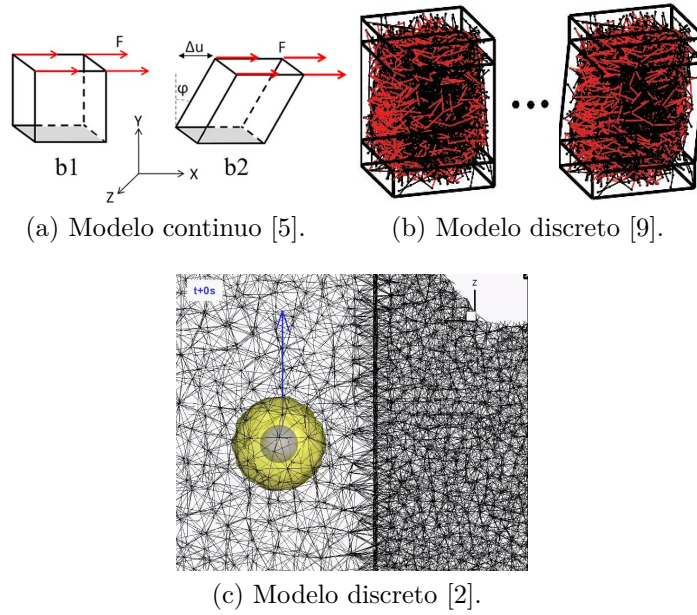 F
Δu
F
φ
Y
X
Z
b1
b2
(a) Modelo continuo [5].
(b) Modelo discreto [9].
t+0s
z
(c) Modelo discreto [2].